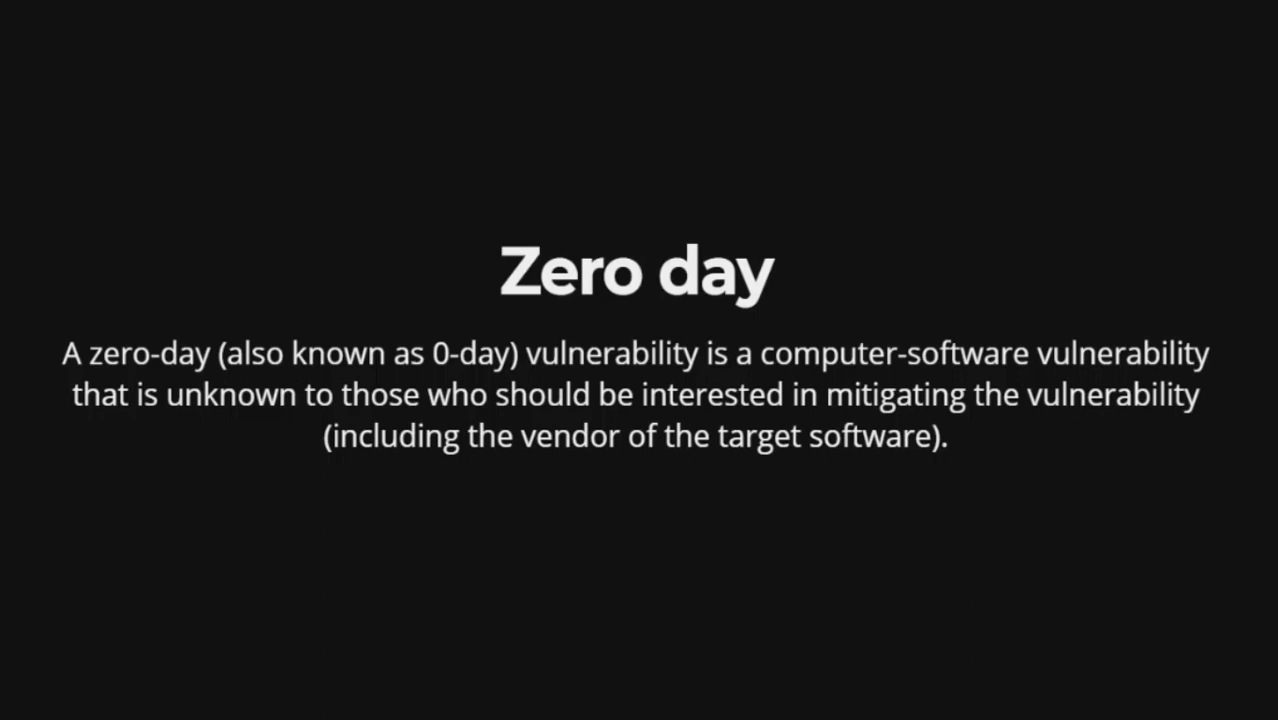 Zero day
A zero-day (also known as 0-day) vulnerability is a computer-software vulnerability
that is unknown to those who should be interested in mitigating the vulnerability
(including the vendor of the target software).